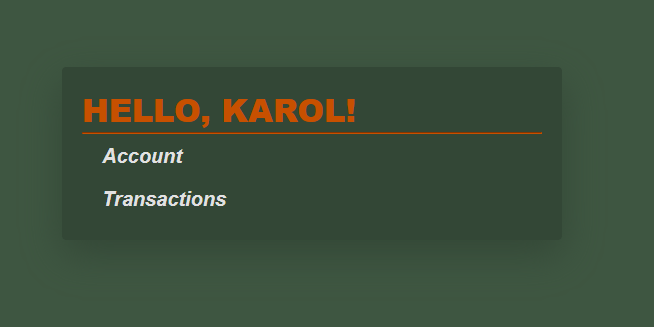 HELLO, KAROL!
Account
Transactions